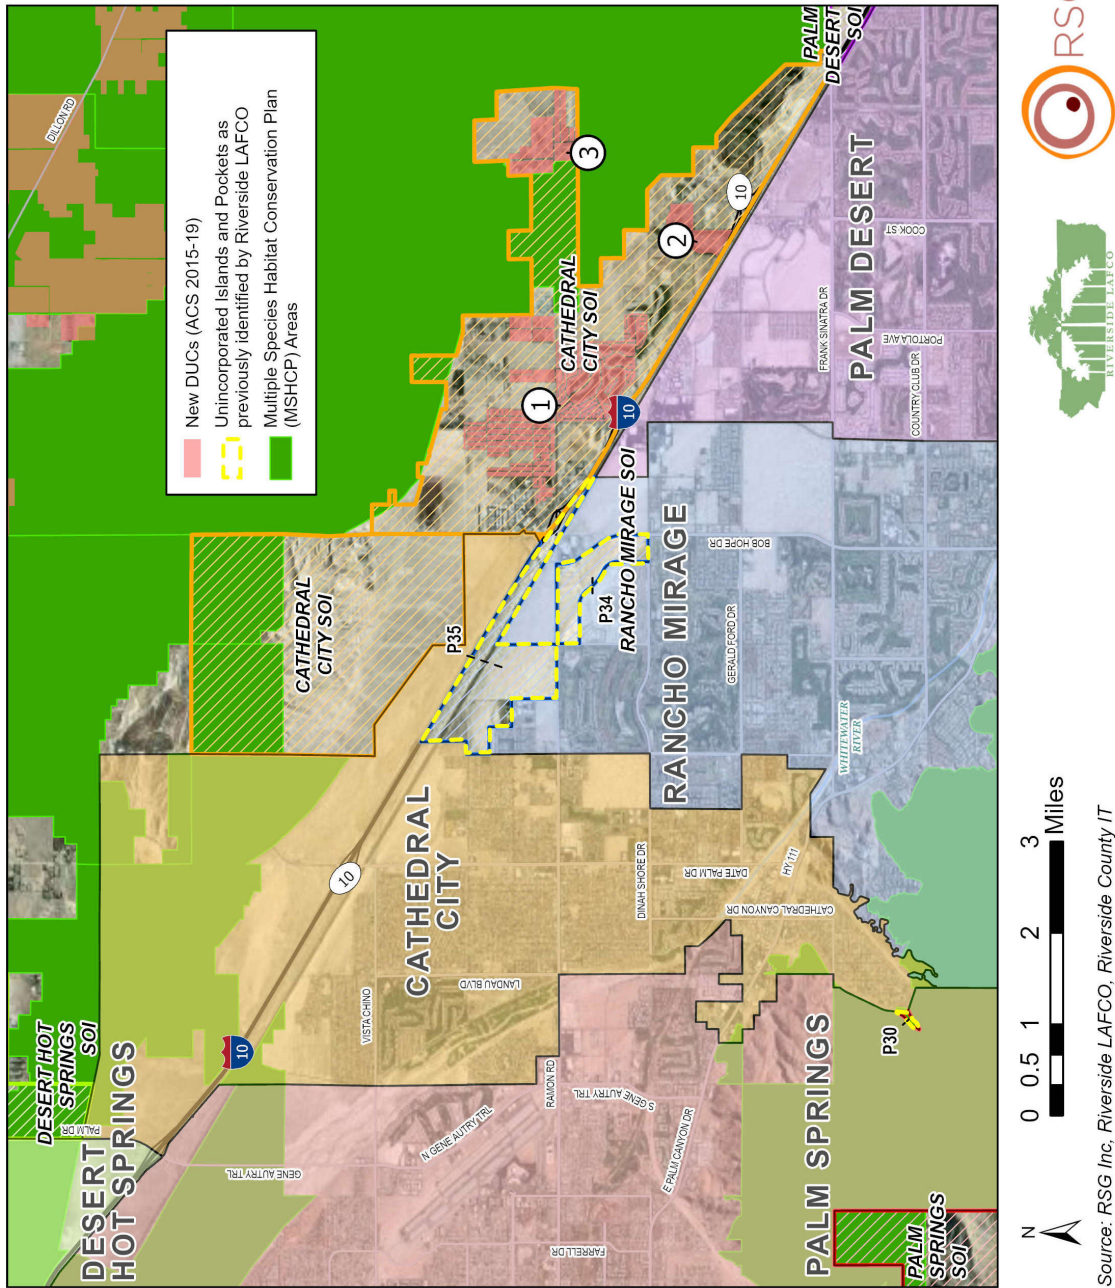 DILLON RD
New DUCs (ACS 2015-19)
Unincorporated Islands and Pockets as
previously identified by Riverside LAFCO
Multiple Species Habitat Conservation Plan
(MSHCP) Areas
DESERT HOT
SPRINGS
SOI
DESERT
HOT SPRINGS
PALM DR
10
10
GENE AUTRY TRL
VISTA CHINO
CATHEDRAL
CITY
LANDAU BLVD
N GENE AUTRY TRL
RAMON RD
S GENE AUTRY TRL
E PALM CANYON DR
FARRELL DR
DINAH SHORE DR
DATE PALM DR
HY 111
CATHEDRAL CANYON DR
PALM SPRINGS
PALM
SPRINGS
SOI
P30
CATHEDRAL
CITY SOI
P35
P34
RANCHO MIRAGE SOI
RANCHO MIRAGE
BOB HOPE DR
GERALD FORD DR
WHITEWATER
RIVER
1
CATHEDRAL
CITY SOI
2
3
10
10
FRANK SINATRA DR
PALM DESERT
COOK ST
PORTOLA AVE
COUNTRY CLUB DR
PALM
DESERT
SOI
N
0 0.5 1 2 3
Miles
Source: RSG Inc, Riverside LAFCO, Riverside County IT
RIVERSIDE LAFCO